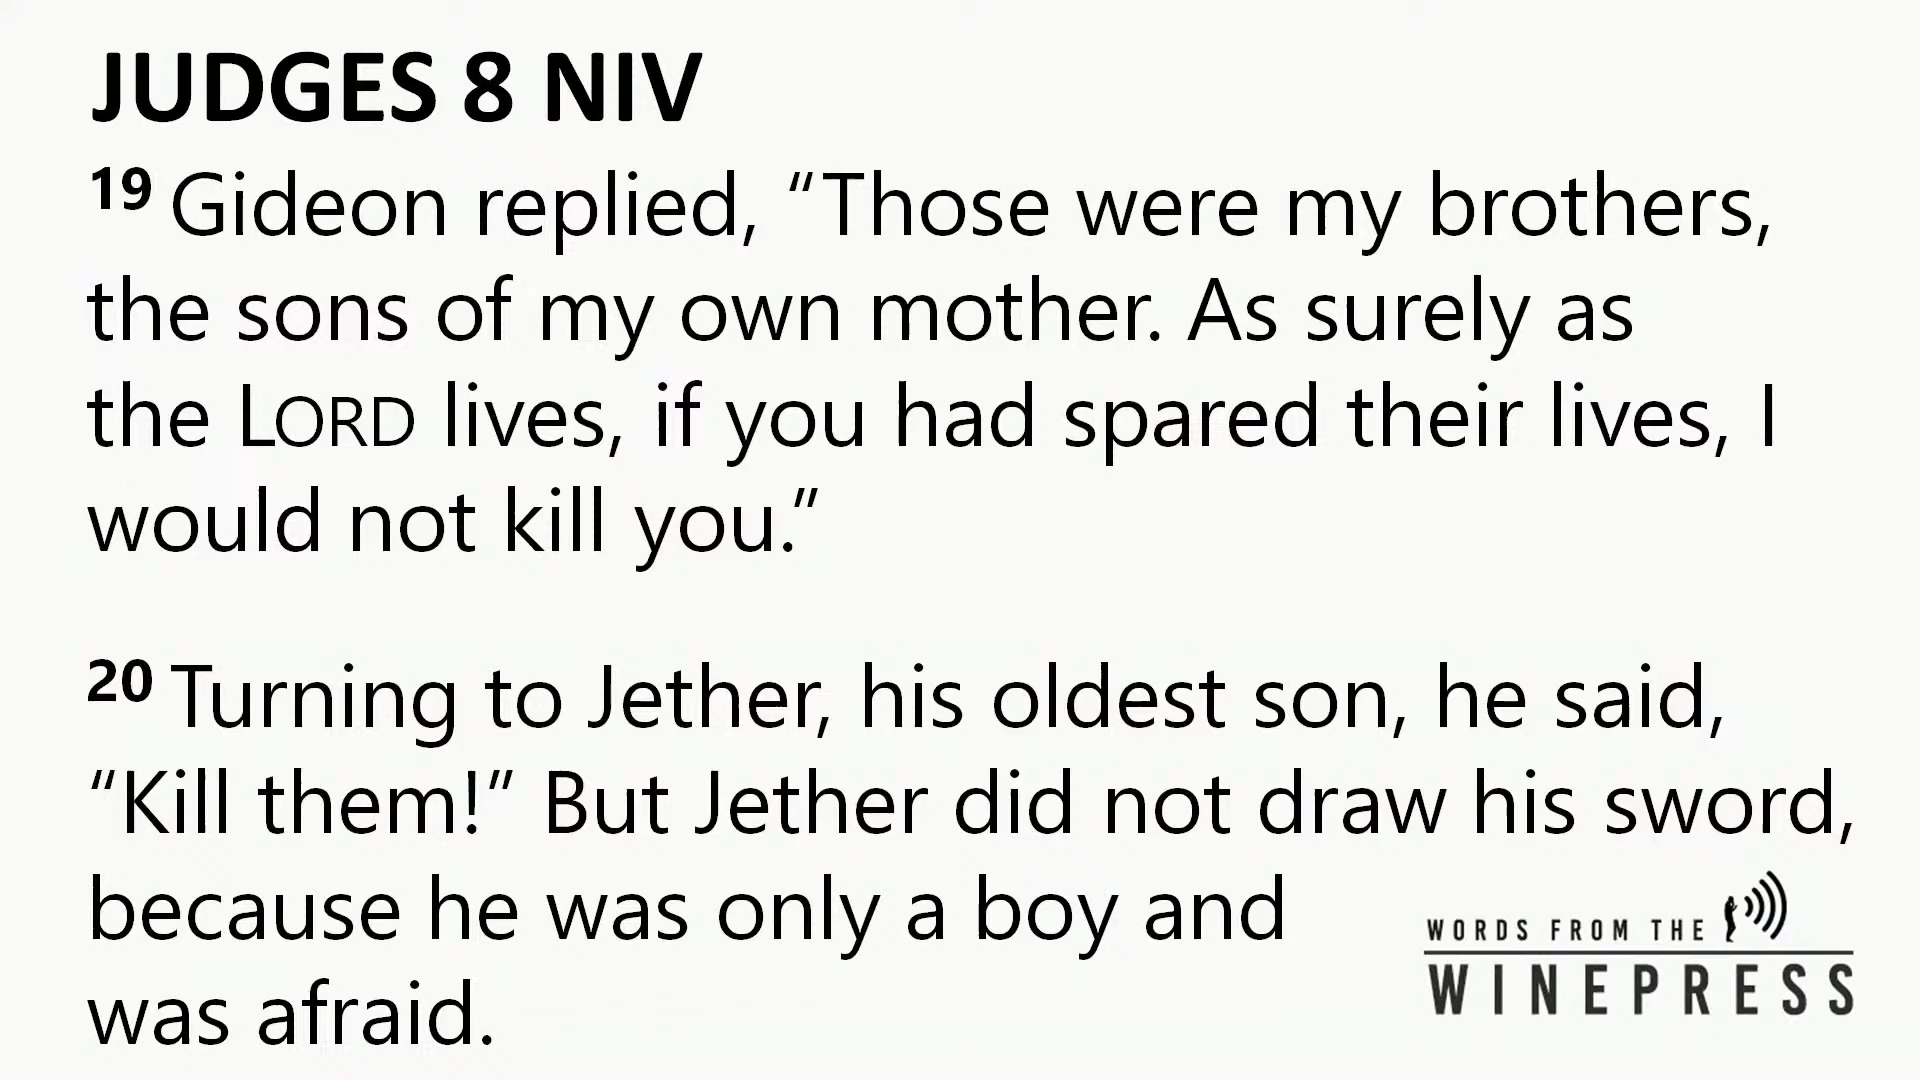 JUDGES 8 NIV
19 Gideon replied, “Those were my brothers,
the sons of my own mother. As surely as
the LORD lives, if you had spared their lives, I
would not kill you.”
20 Turning to Jether, his oldest son, he said,
“Kill them!” But Jether did not draw his sword,
because he was only a boy and
was afraid.
WORDS FROM THE
WINEPRESS